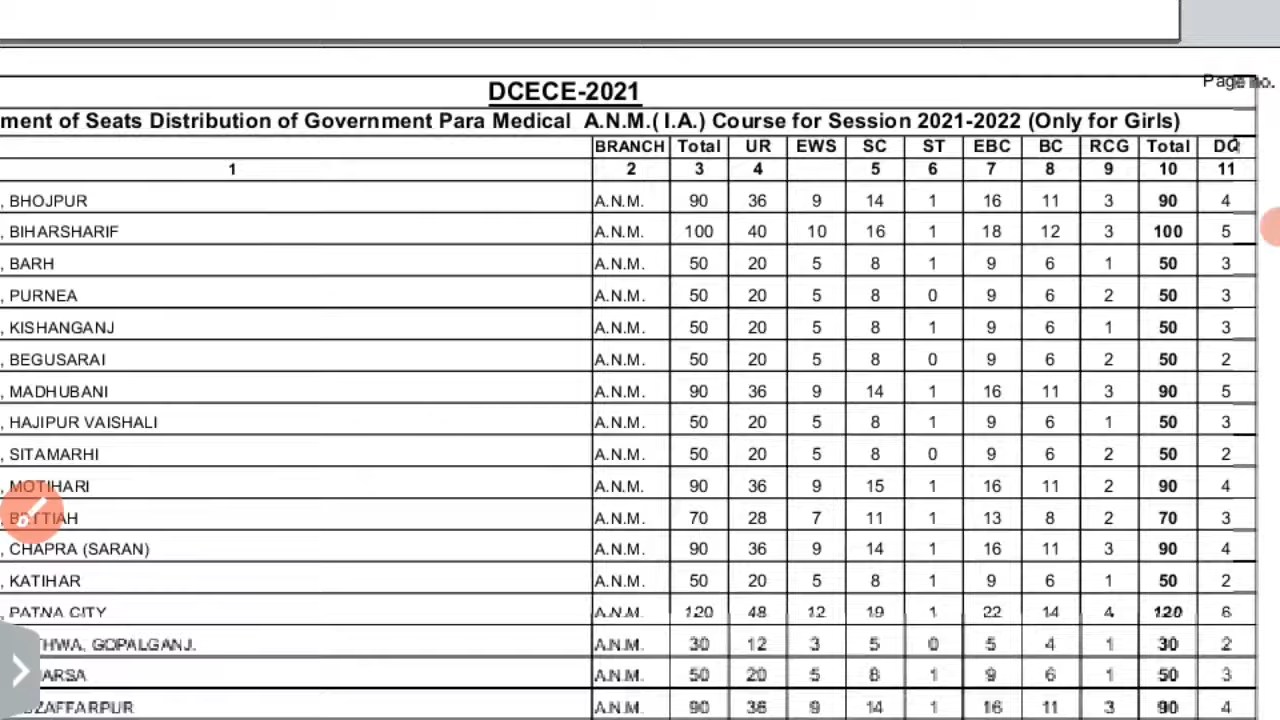 Page no.
DCECE-2021
ment of Seats Distribution of Government Para Medical A.N.M.( I.A.) Course for Session 2021-2022 (Only for Girls)
BRANCH Total UR EWS SC ST EBC BC RCG Total DQ
1 2 3 4 5 6 7 8 9 10 11
, BHOJPUR A.N.M. 90 36 9 14 1 16 11 3 90 4
, BIHARSHARIF A.N.M. 100 40 10 16 1 18 12 3 100 5
, BARH A.N.M. 50 20 5 8 1 9 6 1 50 3
, PURNEA A.N.M. 50 20 5 8 0 9 6 2 50 3
, KISHANGANJ A.N.M. 50 20 5 8 1 9 6 1 50 3
, BEGUSARAI A.N.M. 50 20 5 8 0 9 6 2 50 2
, MADHUBANI A.N.M. 90 36 9 14 1 16 11 3 90 5
, HAJIPUR VAISHALI A.N.M. 50 20 5 8 1 9 6 1 50 3
, SITAMARHI A.N.M. 50 20 5 8 0 9 6 2 50 2
, MOTIHARI A.N.M. 90 36 9 15 1 16 11 2 90 4
, BETTIAH A.N.M. 70 28 7 11 1 13 8 2 70 3
, CHAPRA (SARAN) A.N.M. 90 36 9 14 1 16 11 3 90 4
, KATIHAR A.N.M. 50 20 5 8 1 9 6 1 50 2
, PATNA CITY A.N.M. 120 48 12 19 1 22 14 4 120 6
THWA, GOPALGANJ. A.N.M. 30 12 3 5 0 5 4 1 30 2
ARSA A.N.M. 50 20 5 8 1 9 6 1 50 3
ZAFFARPUR A.N.M. 90 36 9 14 1 16 11 3 90 4